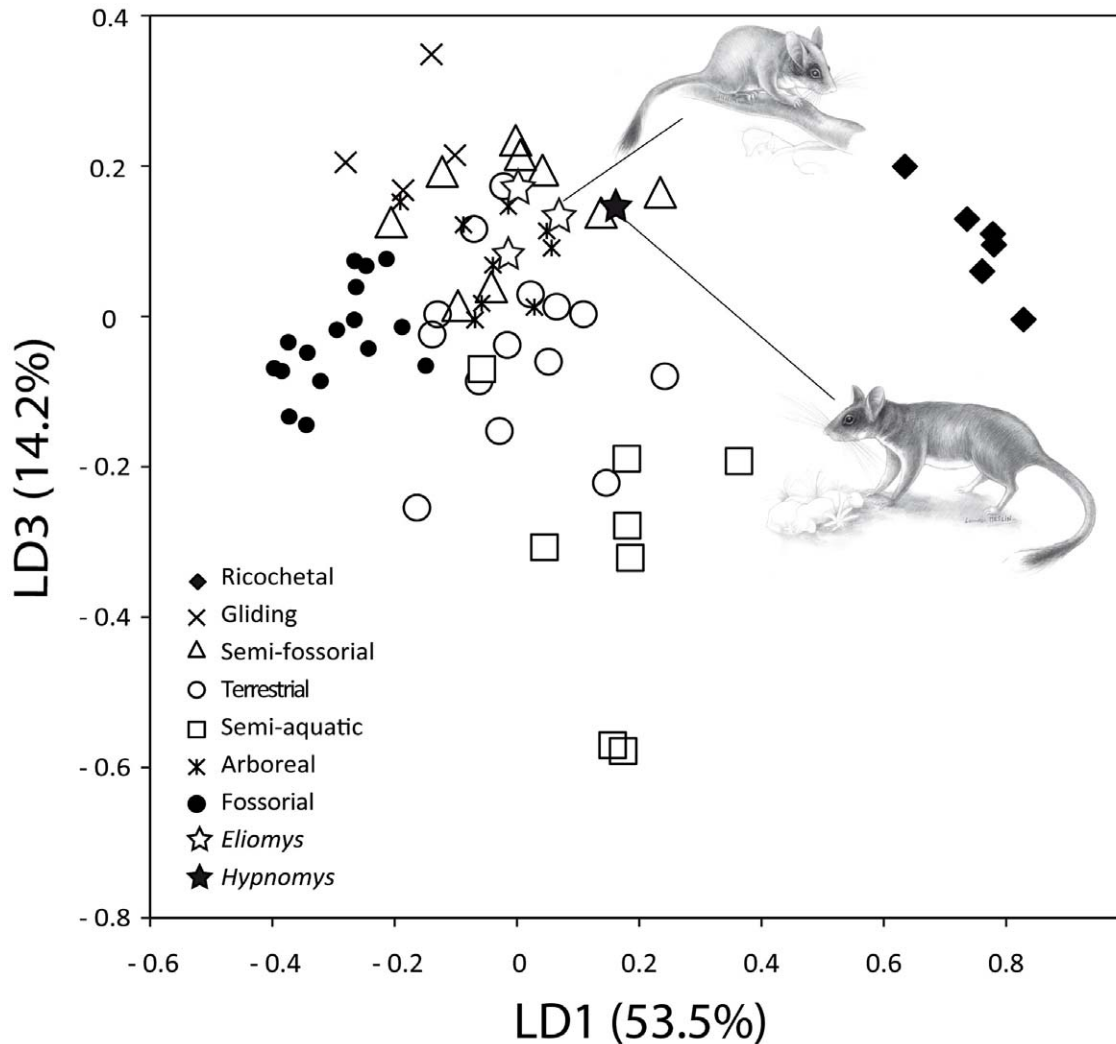 0.4
0.2
0
- 0.2
- 0.4
- 0.6
- 0.8
LD3 (14.2%)
Ricochetal
Gliding
Semi-fossorial
Terrestrial
Semi-aquatic
Arboreal
Fossorial
Eliomys
Hypnomys
- 0.6
- 0.4
- 0.2
0
0.2
0.4
0.6
0.8
LD1 (53.5%)